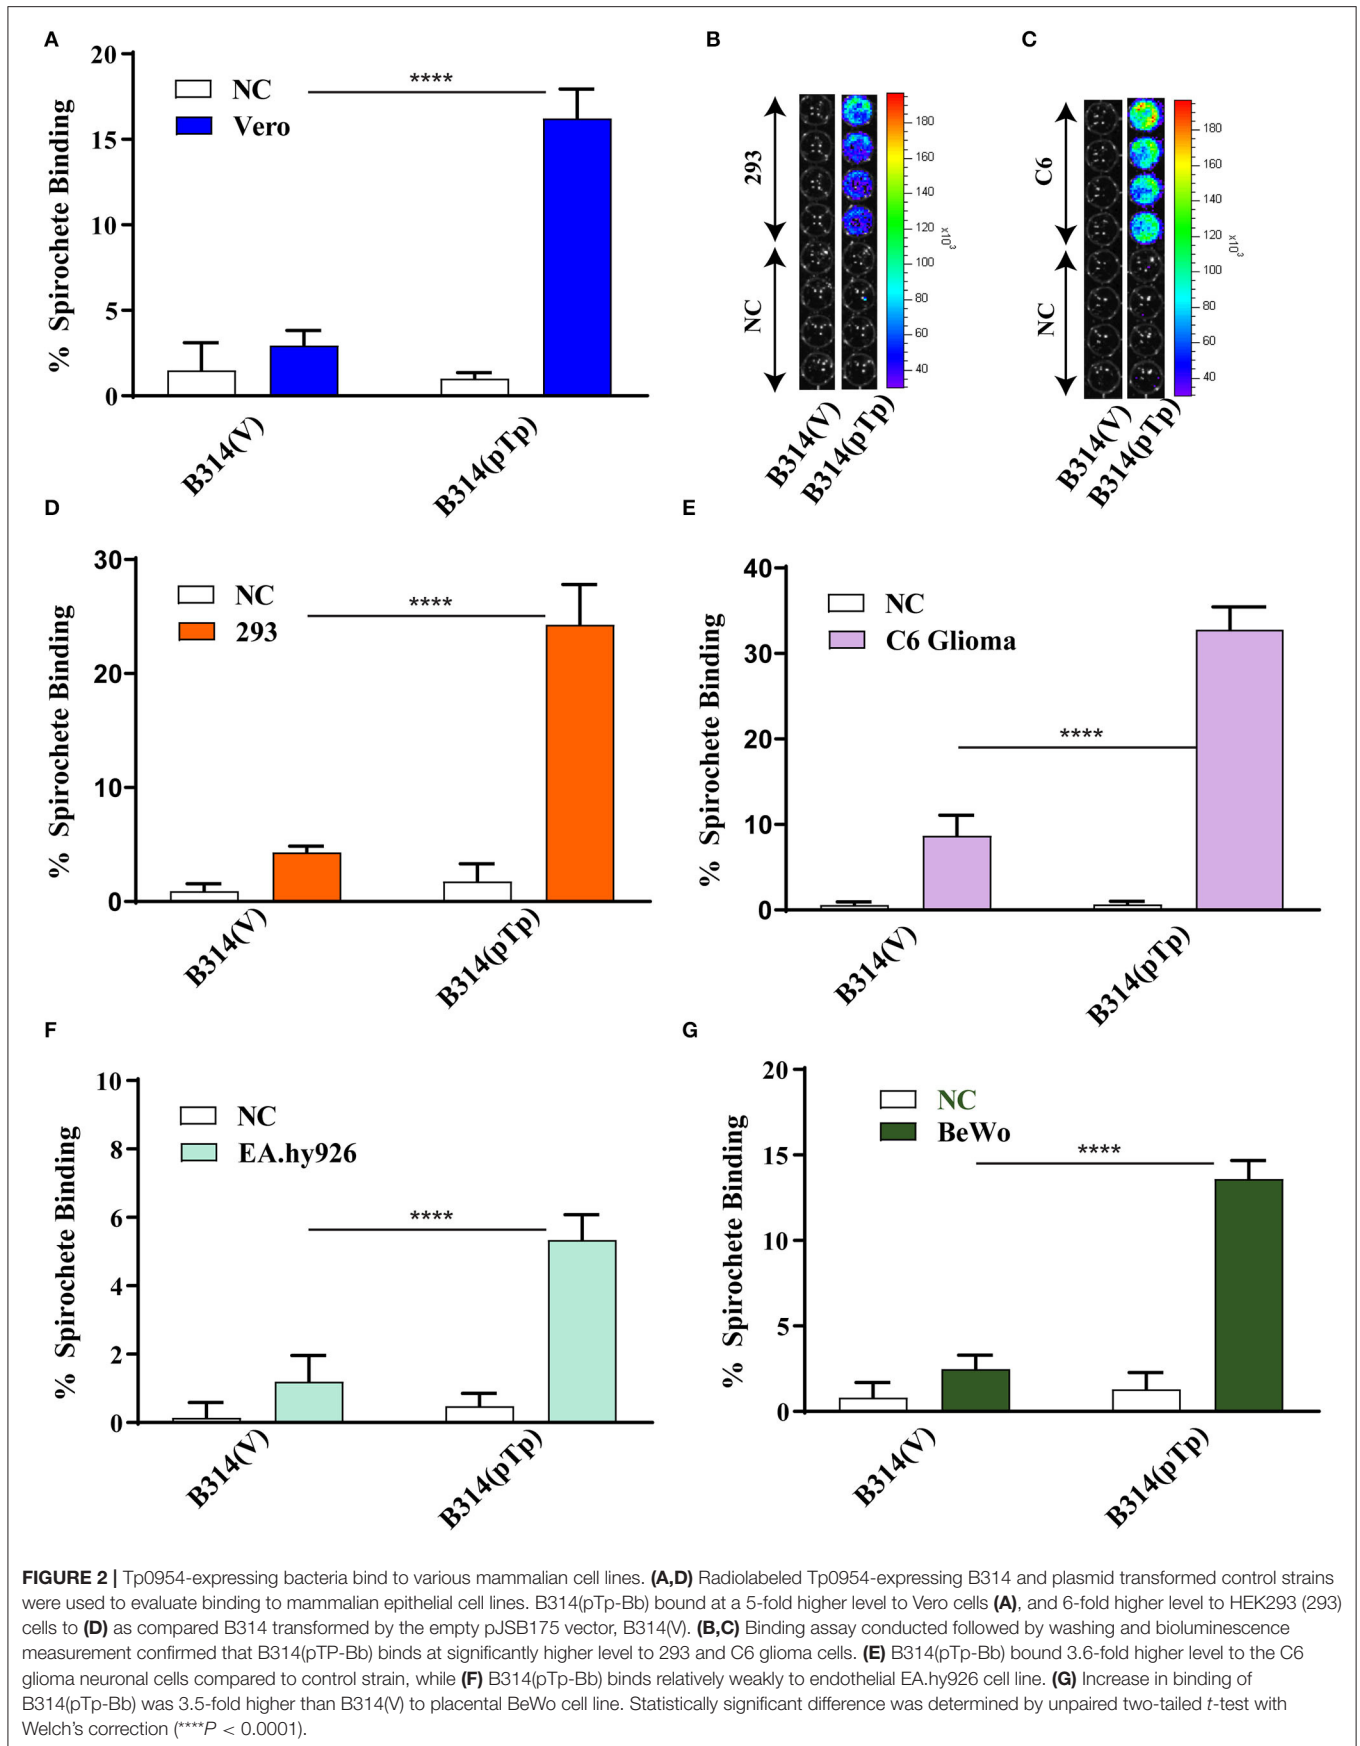 A
% Spirochete Binding
20
15
10
5
0
NC
Vero
****
B314(V)
B314(pTp)
B
293
NC
B314(V)
B314(pTp)
180
160
140
120
100
80
60
40
x10³
C
C6
NC
B314(V)
B314(pTp)
180
160
140
120
100
80
60
40
x10³
D
% Spirochete Binding
30
20
10
0
NC
293
****
B314(V)
B314(pTp)
E
% Spirochete Binding
40
30
20
10
0
NC
C6 Glioma
****
B314(V)
B314(pTp)
F
% Spirochete Binding
10
8
6
4
2
0
NC
EA.hy926
****
B314(V)
B314(pTp)
G
% Spirochete Binding
20
15
10
5
0
NC
BeWo
****
B314(V)
B314(pTp)
FIGURE 2 | Tp0954-expressing bacteria bind to various mammalian cell lines. (A,D) Radiolabeled Tp0954-expressing B314 and plasmid transformed control strains
were used to evaluate binding to mammalian epithelial cell lines. B314(pTp-Bb) bound at a 5-fold higher level to Vero cells (A), and 6-fold higher level to HEK293 (293)
cells to (D) as compared B314 transformed by the empty pJSB175 vector, B314(V). (B,C) Binding assay conducted followed by washing and bioluminescence
measurement confirmed that B314(pTP-Bb) binds at significantly higher level to 293 and C6 glioma cells. (E) B314(pTp-Bb) bound 3.6-fold higher level to the C6
glioma neuronal cells compared to control strain, while (F) B314(pTp-Bb) binds relatively weakly to endothelial EA.hy926 cell line. (G) Increase in binding of
B314(pTp-Bb) was 3.5-fold higher than B314(V) to placental BeWo cell line. Statistically significant difference was determined by unpaired two-tailed t-test with
Welch's correction (****P < 0.0001).